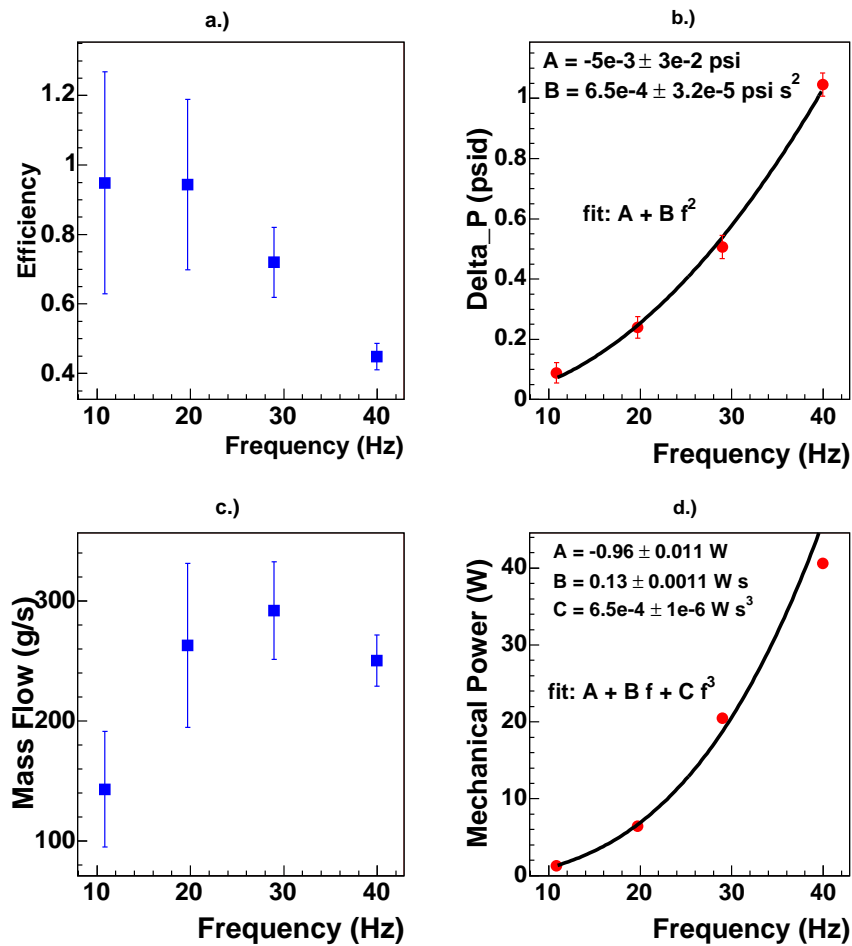 a.)
Efficiency
1.2
1
0.8
0.6
0.4
10 20 30 40
Frequency (Hz)
b.)
A = -5e-3 ± 3e-2 psi
B = 6.5e-4 ± 3.2e-5 psi s²
fit: A + B f²
Delta_P (psid)
1
0.8
0.6
0.4
0.2
0
10 20 30 40
Frequency (Hz)
c.)
Mass Flow (g/s)
300
200
100
10 20 30 40
Frequency (Hz)
d.)
A = -0.96 ± 0.011 W
B = 0.13 ± 0.0011 W s
C = 6.5e-4 ± 1e-6 W s³
fit: A + B f + C f³
Mechanical Power (W)
40
30
20
10
0
10 20 30 40
Frequency (Hz)